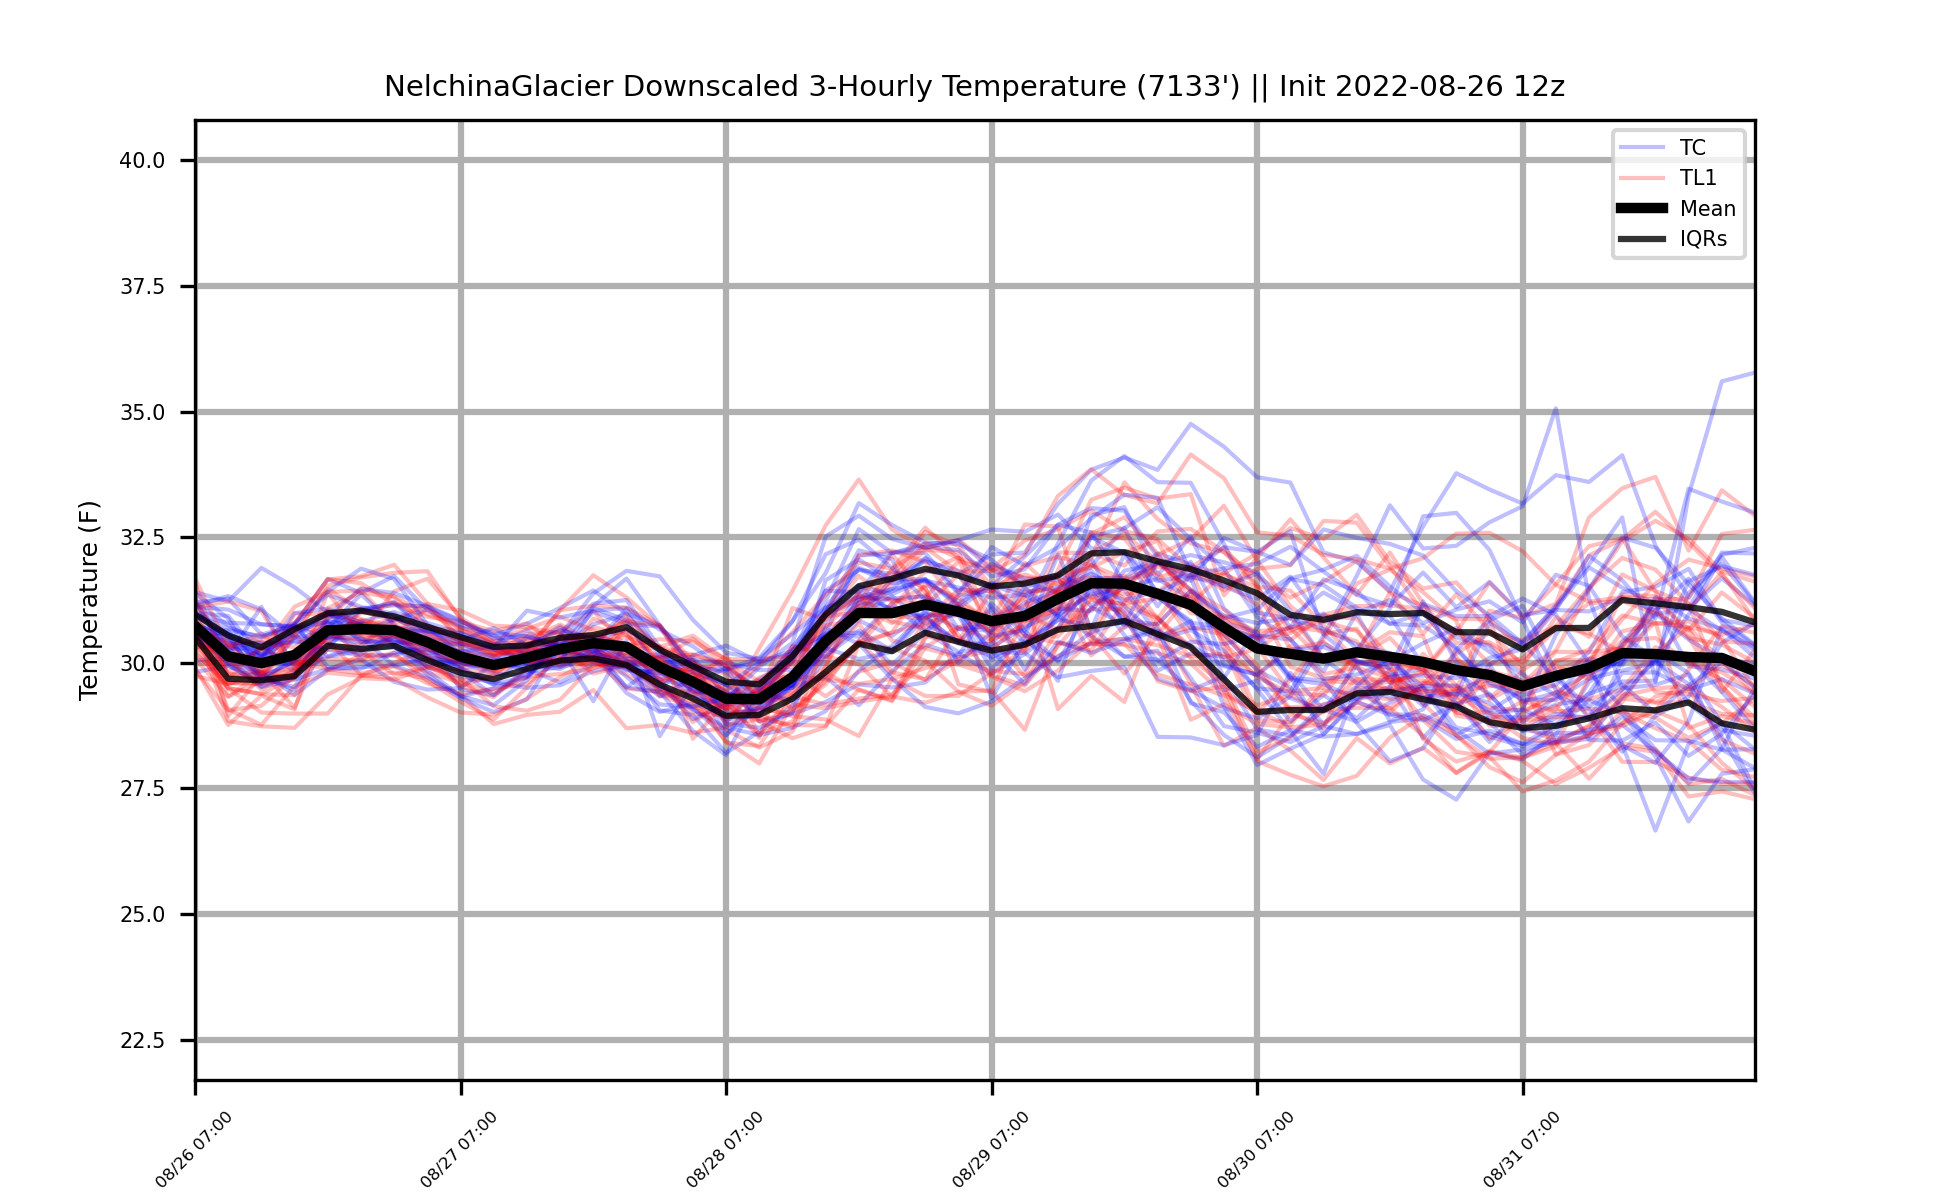 NelchinaGlacier Downscaled 3-Hourly Temperature (7133') || Init 2022-08-26 12z
TC
TL1
Mean
IQRs
Temperature (F)
40.0
37.5
35.0
32.5
30.0
27.5
25.0
22.5
08/26 07:00
08/27 07:00
08/28 07:00
08/29 07:00
08/30 07:00
08/31 07:00